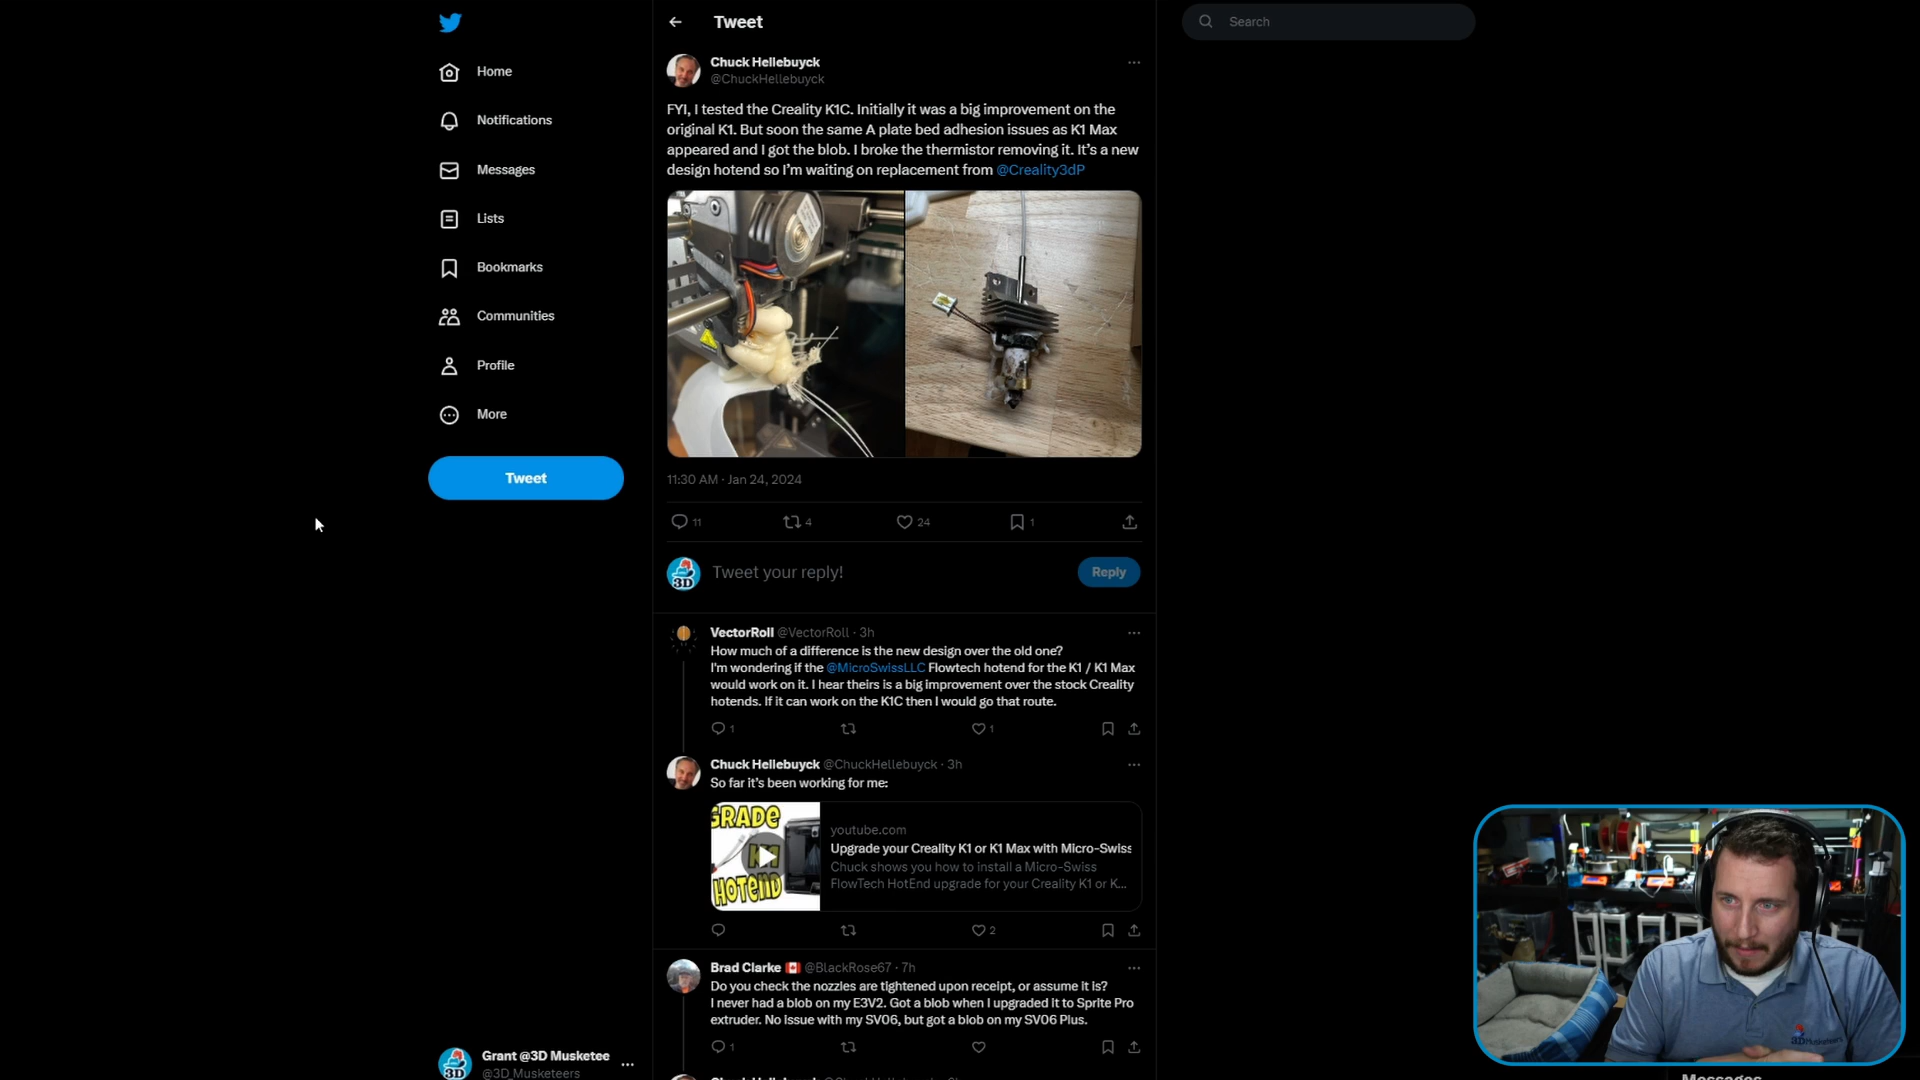 Tweet
Search
Home
Notifications
Messages
Lists
Bookmarks
Communities
Profile
More
Tweet
Chuck Hellebuyck
@ChuckHellebuyck
FYI, I tested the Creality K1C. Initially it was a big improvement on the
original K1. But soon the same A plate bed adhesion issues as K1 Max
appeared and I got the blob. I broke the thermistor removing it. It's a new
design hotend so I'm waiting on replacement from @Creality3dP
11:30 AM · Jan 24, 2024
11 4 24 1
3D
Tweet your reply!
Reply
VectorRoll @VectorRoll · 3h
How much of a difference is the new design over the old one?
I'm wondering if the @MicroSwissLLC Flowtech hotend for the K1 / K1 Max
would work on it. I hear theirs is a big improvement over the stock Creality
hotends. If it can work on the K1C then I would go that route.
1 1
Chuck Hellebuyck @ChuckHellebuyck · 3h
So far it's been working for me:
GRADE
K1
HOTEND
youtube.com
Upgrade your Creality K1 or K1 Max with Micro-Swiss
Chuck shows you how to install a Micro-Swiss
FlowTech HotEnd upgrade for your Creality K1 or K...
2
Brad Clarke @BlackRose67 · 7h
Do you check the nozzles are tightened upon receipt, or assume it is?
I never had a blob on my E3V2. Got a blob when I upgraded it to Sprite Pro
extruder. No issue with my SV06, but got a blob on my SV06 Plus.
1
3D
Grant @3D Musketee
@3D_Musketeers
3DMusketeers
Messages